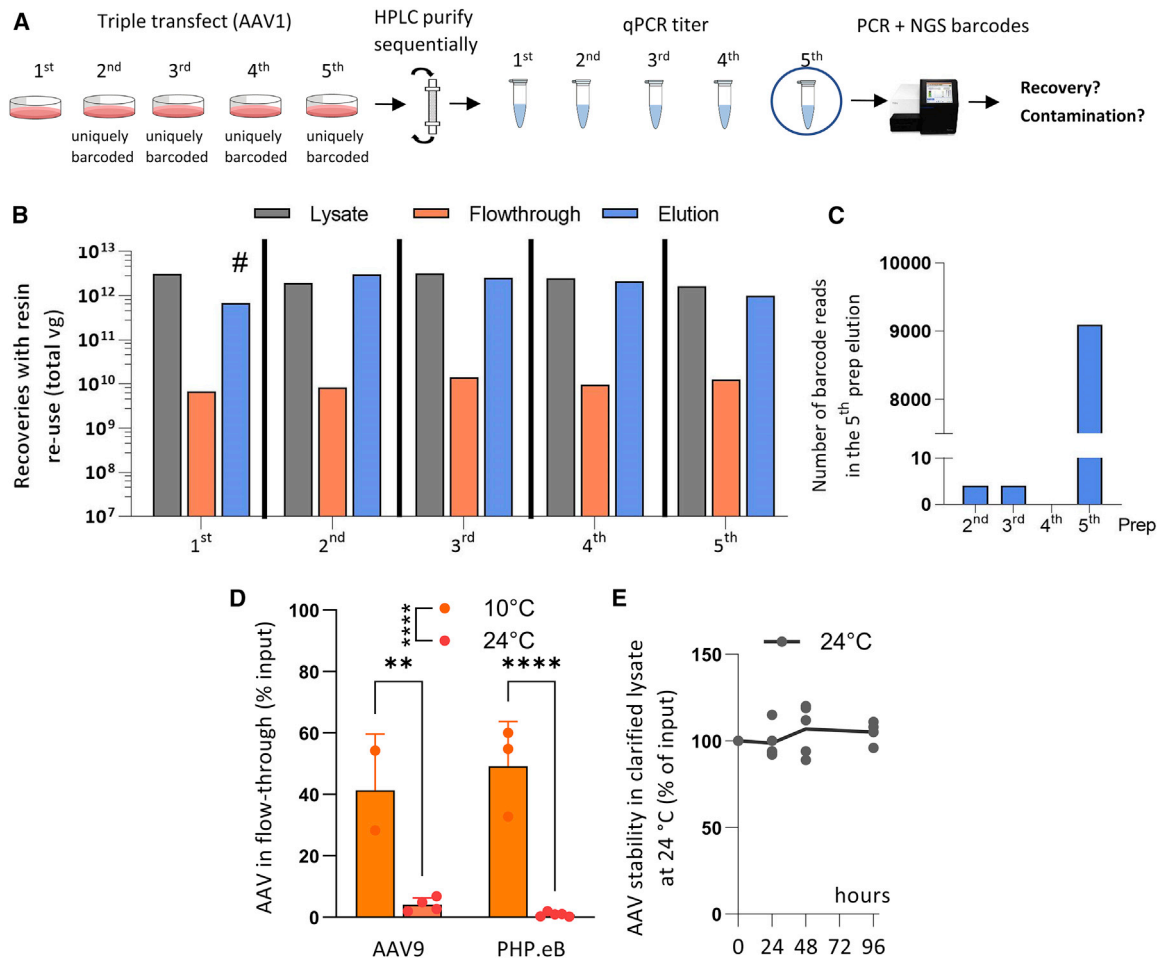 A
Triple transfect (AAV1)
HPLC purify
sequentially
qPCR titer
PCR + NGS barcodes
1st
2nd
3rd
4th
5th
1st
2nd
3rd
4th
5th
uniquely
barcoded
uniquely
barcoded
uniquely
barcoded
uniquely
barcoded
Recovery?
Contamination?
B
Lysate
Flowthrough
Elution
Recoveries with resin
re-use (total vg)
10^13
10^12
10^11
10^10
10^9
10^8
10^7
#
1st
2nd
3rd
4th
5th
C
Number of barcode reads
in the 5th prep elution
10000
9000
8000
10
0
2nd
3rd
4th
5th
Prep
D
AAV in flow-through (% input)
100
80
60
40
20
0
****
10°C
24°C
**
****
AAV9
PHP.eB
E
24°C
AAV stability in clarified lysate
at 24 °C (% of input)
150
100
50
0
hours
0 24 48 72 96